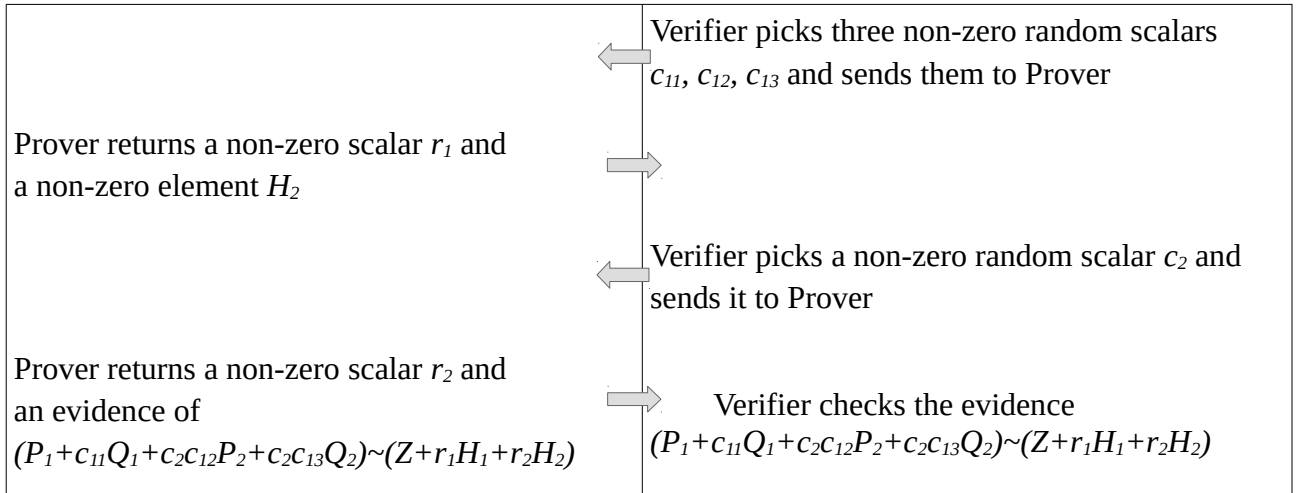 Verifier picks three non-zero random scalars
c₁₁, c₁₂, c₁₃ and sends them to Prover
Prover returns a non-zero scalar r₁ and
a non-zero element H₂
Verifier picks a non-zero random scalar c₂ and
sends it to Prover
Prover returns a non-zero scalar r₂ and
an evidence of
(P₁+c₁₁Q₁+c₂c₁₂P₂+c₂c₁₃Q₂)~(Z+r₁H₁+r₂H₂)
Verifier checks the evidence
(P₁+c₁₁Q₁+c₂c₁₂P₂+c₂c₁₃Q₂)~(Z+r₁H₁+r₂H₂)